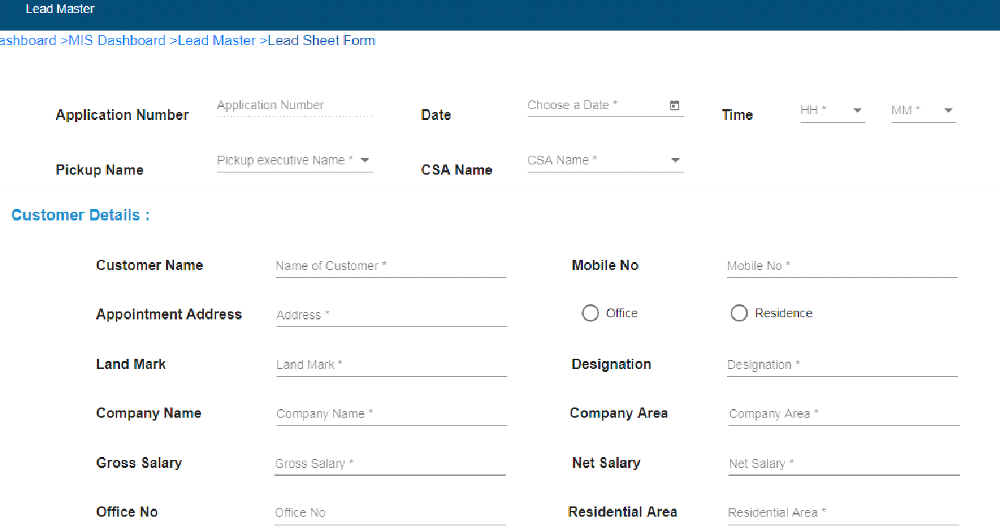 Lead Master
ashboard >MIS Dashboard >Lead Master >Lead Sheet Form
Application Number Application Number Date Choose a Date * Time HH * MM *
Pickup Name Pickup executive Name * CSA Name CSA Name *
Customer Details :
Customer Name Name of Customer * Mobile No Mobile No *
Appointment Address Address * Office Residence
Land Mark Land Mark * Designation Designation *
Company Name Company Name * Company Area Company Area *
Gross Salary Gross Salary * Net Salary Net Salary *
Office No Office No Residential Area Residential Area *